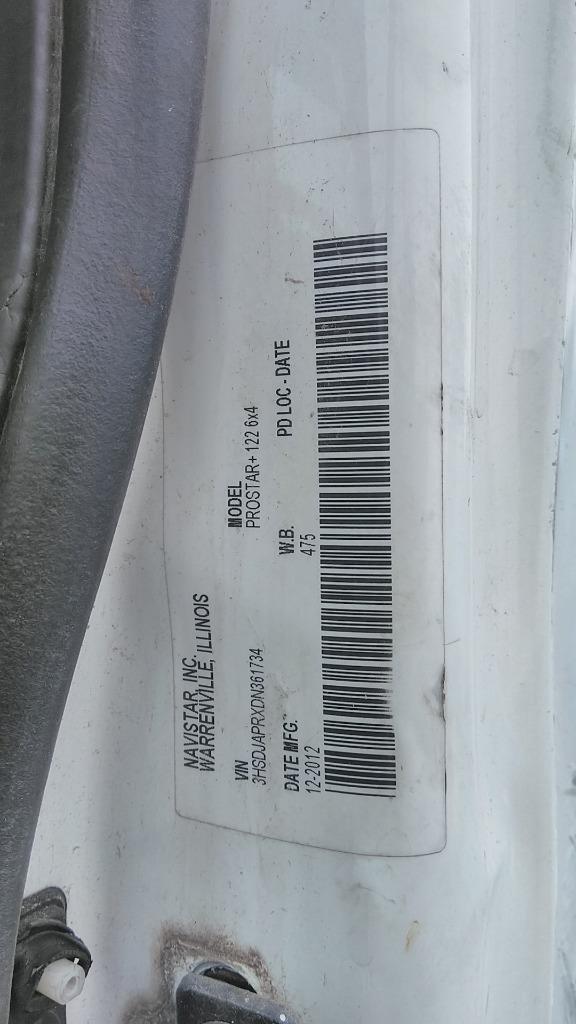 NAVISTAR, INC.
WARRENVILLE, ILLINOIS
VIN
3HSDJAPRXDN361734
MODEL
PROSTAR+ 122 6x4
DATE MFG.
12-2012
W.B.
475
PD LOC - DATE